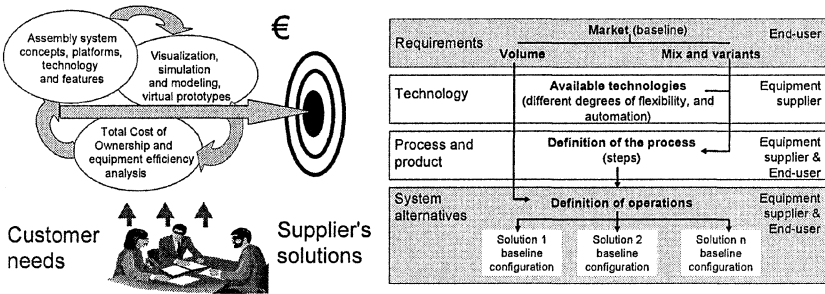 €
Assembly system
concepts, platforms,
technology
and features
Visualization,
simulation
and modeling,
virtual prototypes
Total Cost of
Ownership and
equipment efficiency
analysis
Customer
needs
Supplier's
solutions
Requirements
Market (baseline)
End-user
Volume
Mix and variants
Technology
Available technologies
(different degrees of flexibility, and
automation)
Equipment
supplier
Process and
product
Definition of the process
(steps)
Equipment
supplier &
End-user
System
alternatives
Definition of operations
Equipment
supplier &
End-user
Solution 1
baseline
configuration
Solution 2
baseline
configuration
Solution n
baseline
configuration